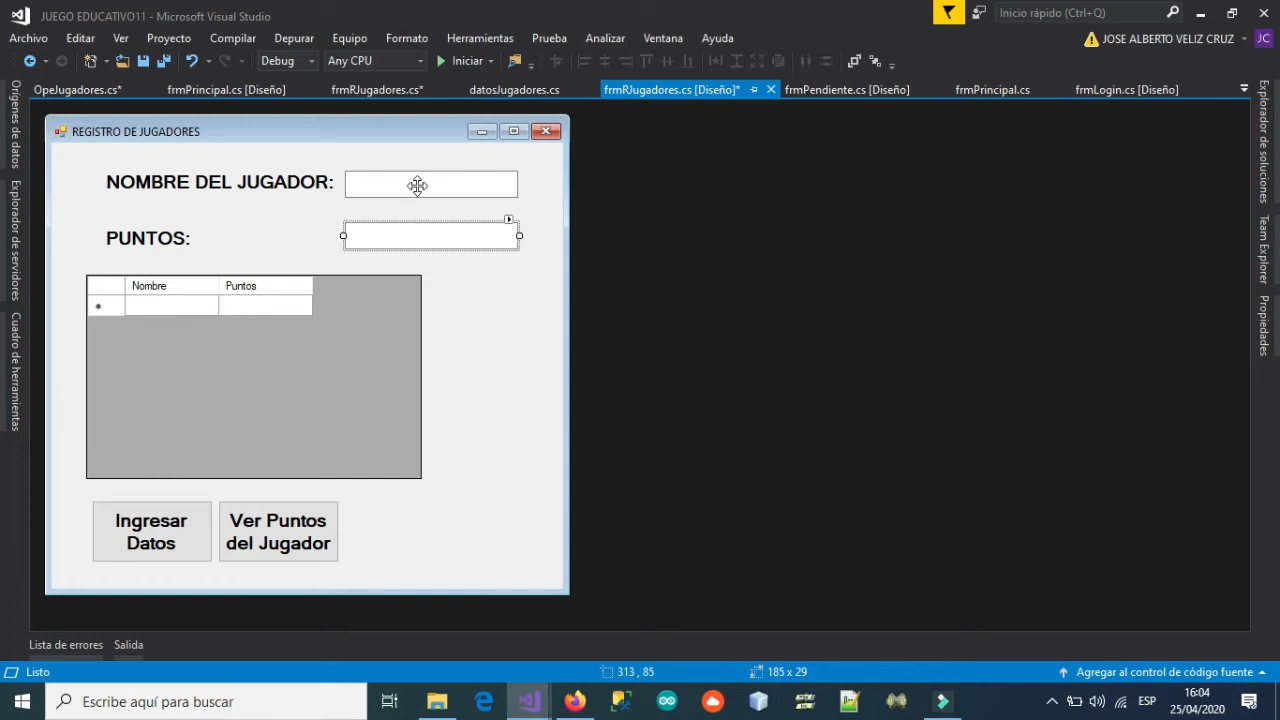 JUEGO EDUCATIVO11 - Microsoft Visual Studio
Inicio rápido (Ctrl+Q)
Archivo Editar Ver Proyecto Compilar Depurar Equipo Formato Herramientas Prueba Analizar Ventana Ayuda
JOSE ALBERTO VELIZ CRUZ JC
Debug Any CPU Iniciar
OpeJugadores.cs* frmPrincipal.cs [Diseño] frmRJugadores.cs* datosJugadores.cs frmRJugadores.cs [Diseño]* frmPendiente.cs [Diseño] frmPrincipal.cs frmLogin.cs [Diseño]
Orígenes de datos
Explorador de servidores
Cuadro de herramientas
REGISTRO DE JUGADORES
NOMBRE DEL JUGADOR:
PUNTOS:
Nombre Puntos
Ingresar Datos
Ver Puntos del Jugador
Explorador de soluciones
Team Explorer
Propiedades
Lista de errores Salida
Listo 313 , 85 185 x 29 Agregar al control de código fuente
Escribe aquí para buscar
ESP
16:04
25/04/2020